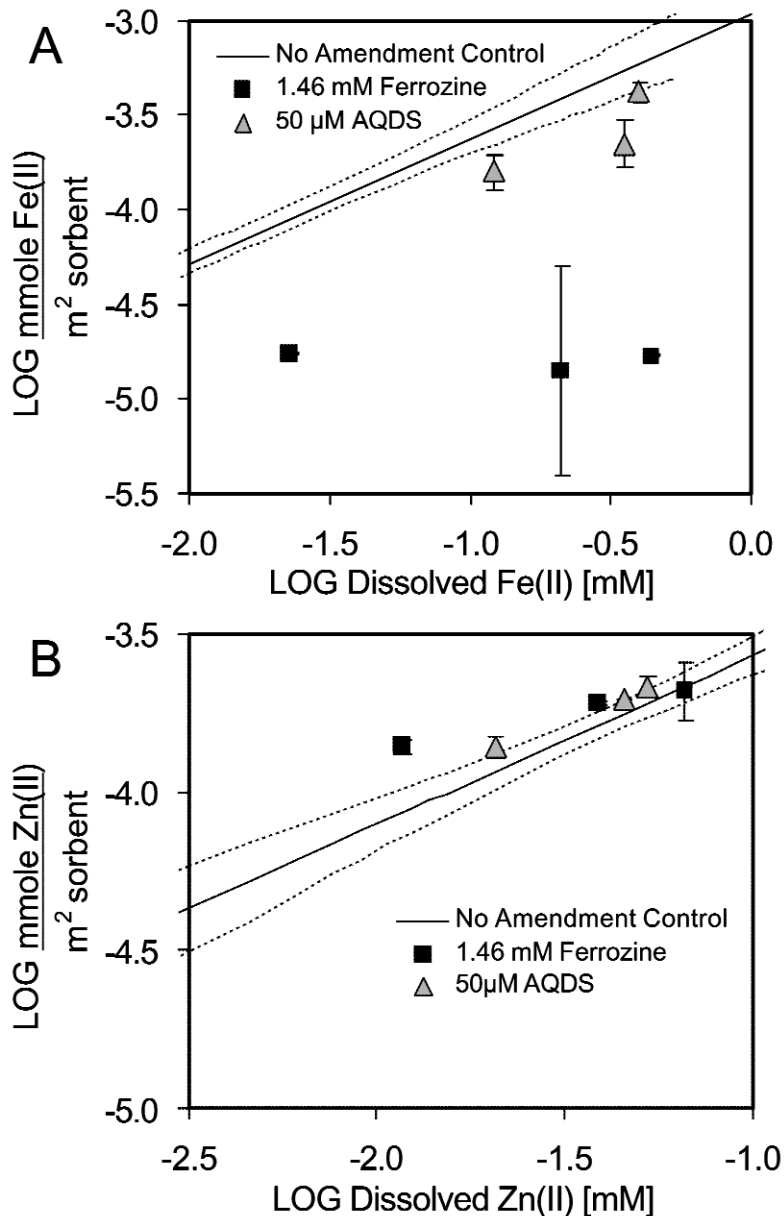 A
-3.0
-3.5
-4.0
-4.5
-5.0
-5.5
LOG mmole Fe(II)
m² sorbent
No Amendment Control
1.46 mM Ferrozine
50 µM AQDS
-2.0 -1.5 -1.0 -0.5 0.0
LOG Dissolved Fe(II) [mM]
B
-3.5
-4.0
-4.5
-5.0
LOG mmole Zn(II)
m² sorbent
No Amendment Control
1.46 mM Ferrozine
50µM AQDS
-2.5 -2.0 -1.5 -1.0
LOG Dissolved Zn(II) [mM]